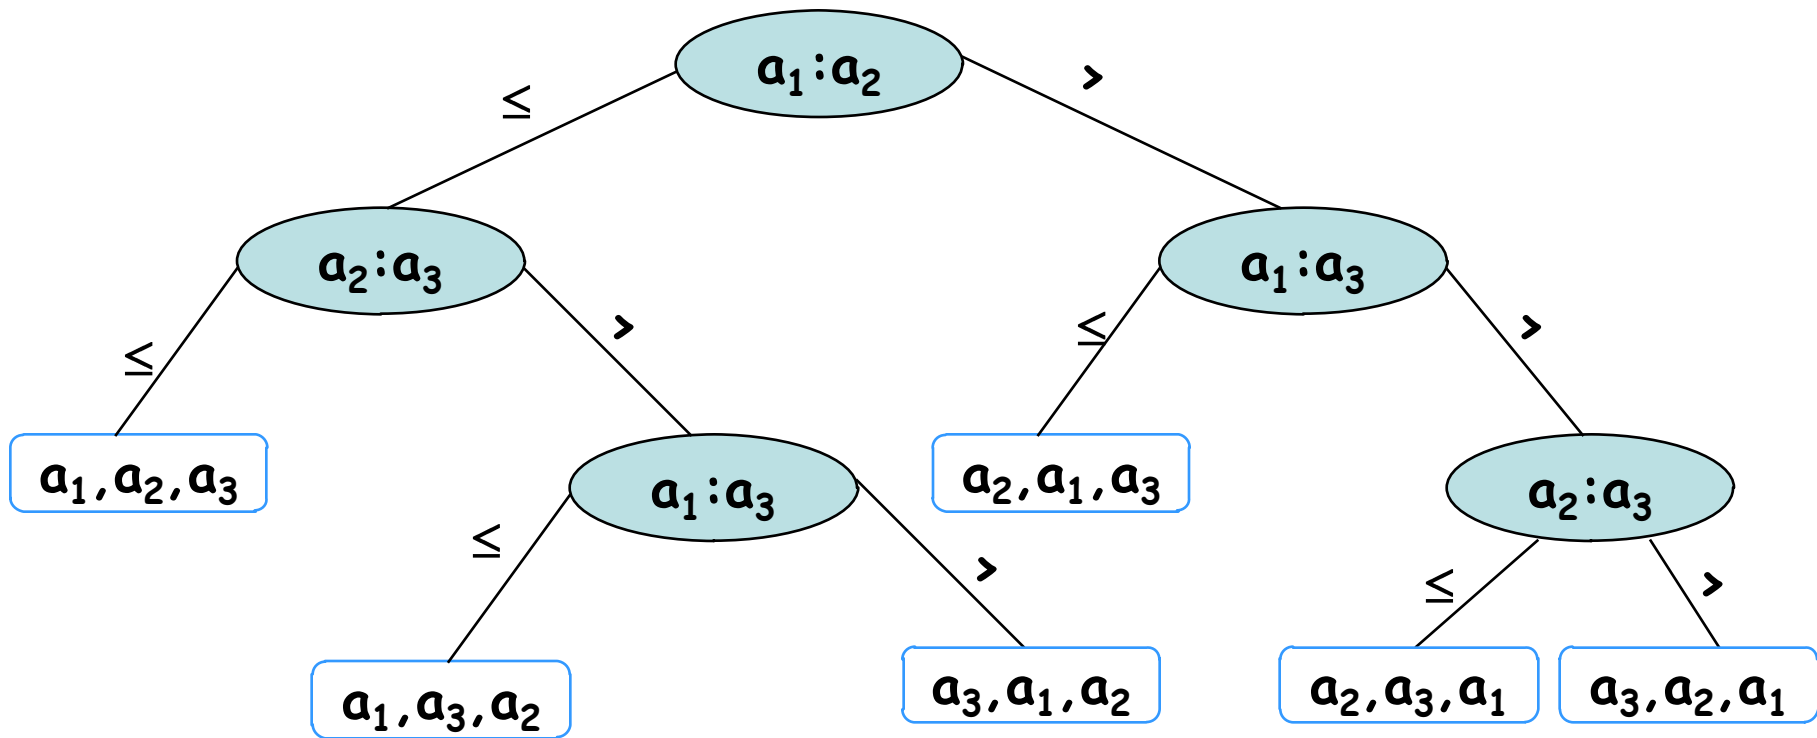 a₁:a₂
≤
>
a₂:a₃
a₁:a₃
≤
>
≤
>
a₁,a₂,a₃
a₁:a₃
a₂,a₁,a₃
a₂:a₃
≤
>
≤
>
a₁,a₃,a₂
a₃,a₁,a₂
a₂,a₃,a₁
a₃,a₂,a₁